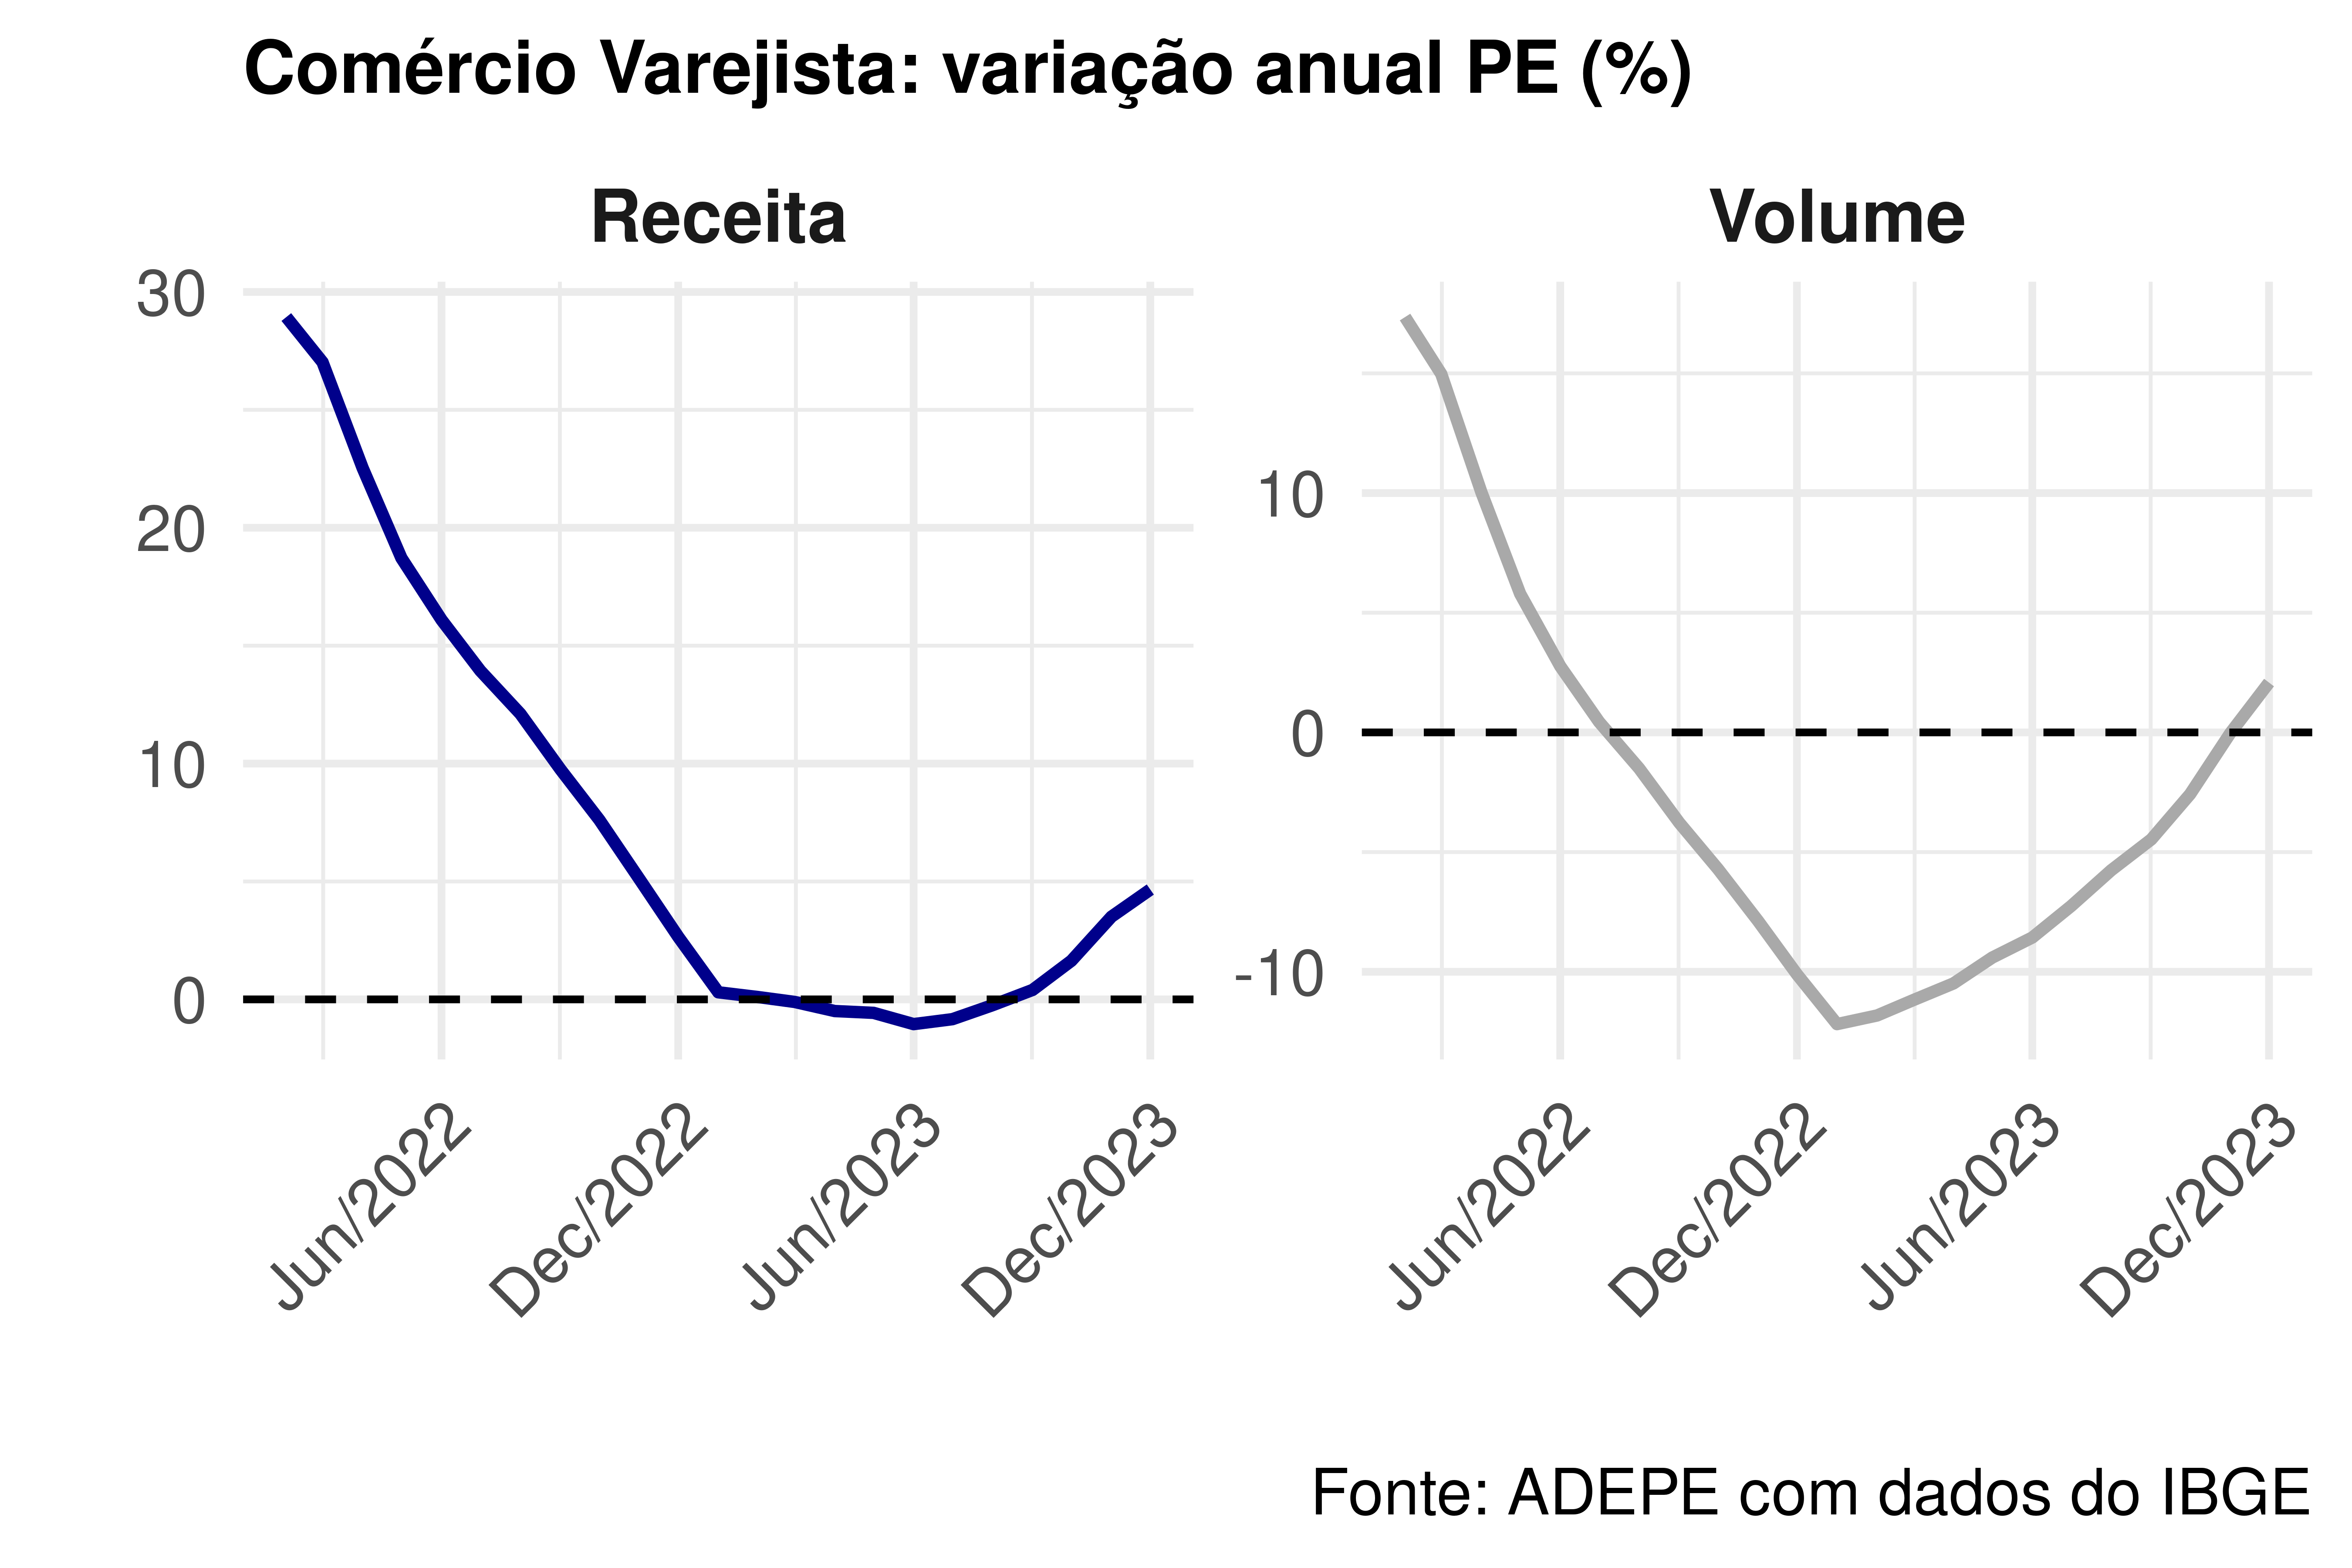 Comércio Varejista: variação anual PE (%)
Receita
Volume
30
20
10
0
10
0
-10
Jun/2022
Dec/2022
Jun/2023
Dec/2023
Jun/2022
Dec/2022
Jun/2023
Dec/2023
Fonte: ADEPE com dados do IBGE